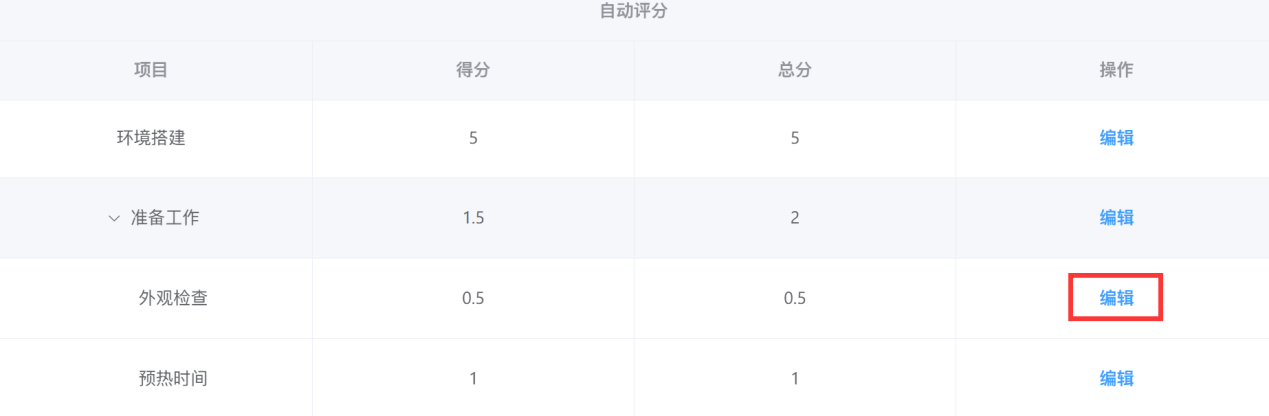 自动评分
项目 得分 总分 操作
环境搭建 5 5 编辑
准备工作 1.5 2 编辑
外观检查 0.5 0.5 编辑
预热时间 1 1 编辑